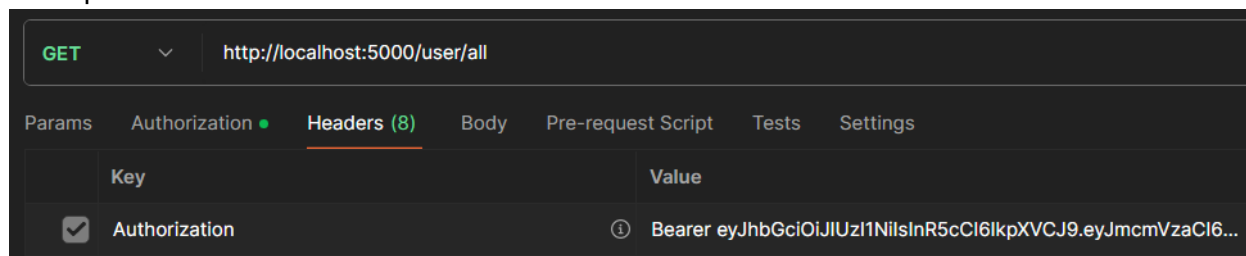 GET http://localhost:5000/user/all
Params Authorization Headers (8) Body Pre-request Script Tests Settings
Key Value
Authorization Bearer eyJhbGciOiJIUzI1NiIsInR5cCI6IkpXVCJ9.eyJmcmVzaCI6...